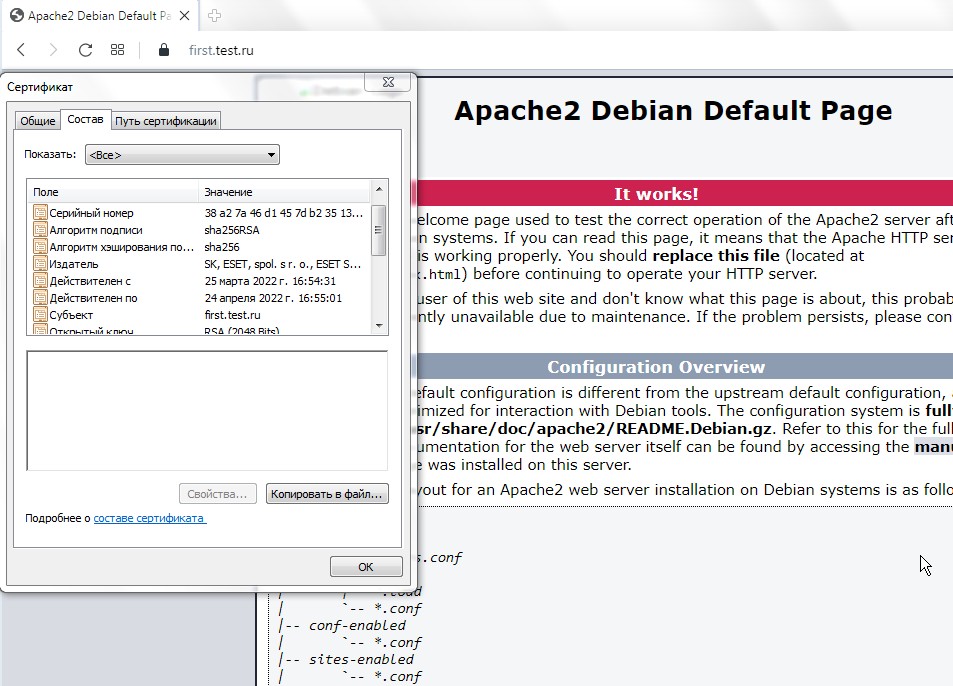 Apache2 Debian Default Pa
first.test.ru
Сертификат
Общие
Состав
Путь сертификации
Показать:
<Все>
Поле
Значение
Серийный номер
38 a2 7a 46 d1 45 7d b2 35 13...
Алгоритм подписи
sha256RSA
Алгоритм хэширования по...
sha256
Издатель
SK, ESET, spol. s r. o., ESET S...
Действителен с
25 марта 2022 г. 16:54:31
Действителен по
24 апреля 2022 г. 16:55:01
Субъект
first.test.ru
Открытый ключ
RSA (2048 Bits)
Свойства...
Копировать в файл...
Подробнее о составе сертификата
OK
Apache2 Debian Default Page
It works!
elcome page used to test the correct operation of the Apache2 server aft
n systems. If you can read this page, it means that the Apache HTTP se
is working properly. You should replace this file (located at
.html) before continuing to operate your HTTP server.
user of this web site and don't know what this page is about, this probab
ntly unavailable due to maintenance. If the problem persists, please con
Configuration Overview
efault configuration is different from the upstream default configuration,
imized for interaction with Debian tools. The configuration system is full
sr/share/doc/apache2/README.Debian.gz. Refer to this for the full
umentation for the web server itself can be found by accessing the manu
e was installed on this server.
yout for an Apache2 web server installation on Debian systems is as follo
s.conf
| `-- *.conf
|-- conf-enabled
| `-- *.conf
|-- sites-enabled
| `-- *.conf